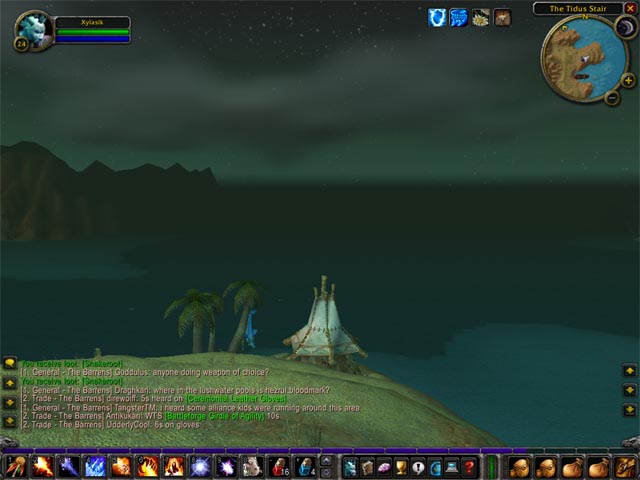 Xylasik
24
The Tidus Stair
N
You receive loot: [Snakeroot].
[1. General - The Barrens] Goddulus: anyone doing weapon of choice?
You receive loot: [Snakeroot].
[1. General - The Barrens] Draghkan: where in the lushwater pools is hezrul bloodmark?
[2. Trade - The Barrens] direwolff: 5s heard on [Ceremonial Leather Gloves]
[1. General - The Barrens] TangsterTM: i heard some alliance kids were running around this area
[2. Trade - The Barrens] Antikukan: WTS [Battleforge Girdle of Agility] 10s
[2. Trade - The Barrens] UdderlyCool: 6s on gloves
16
4